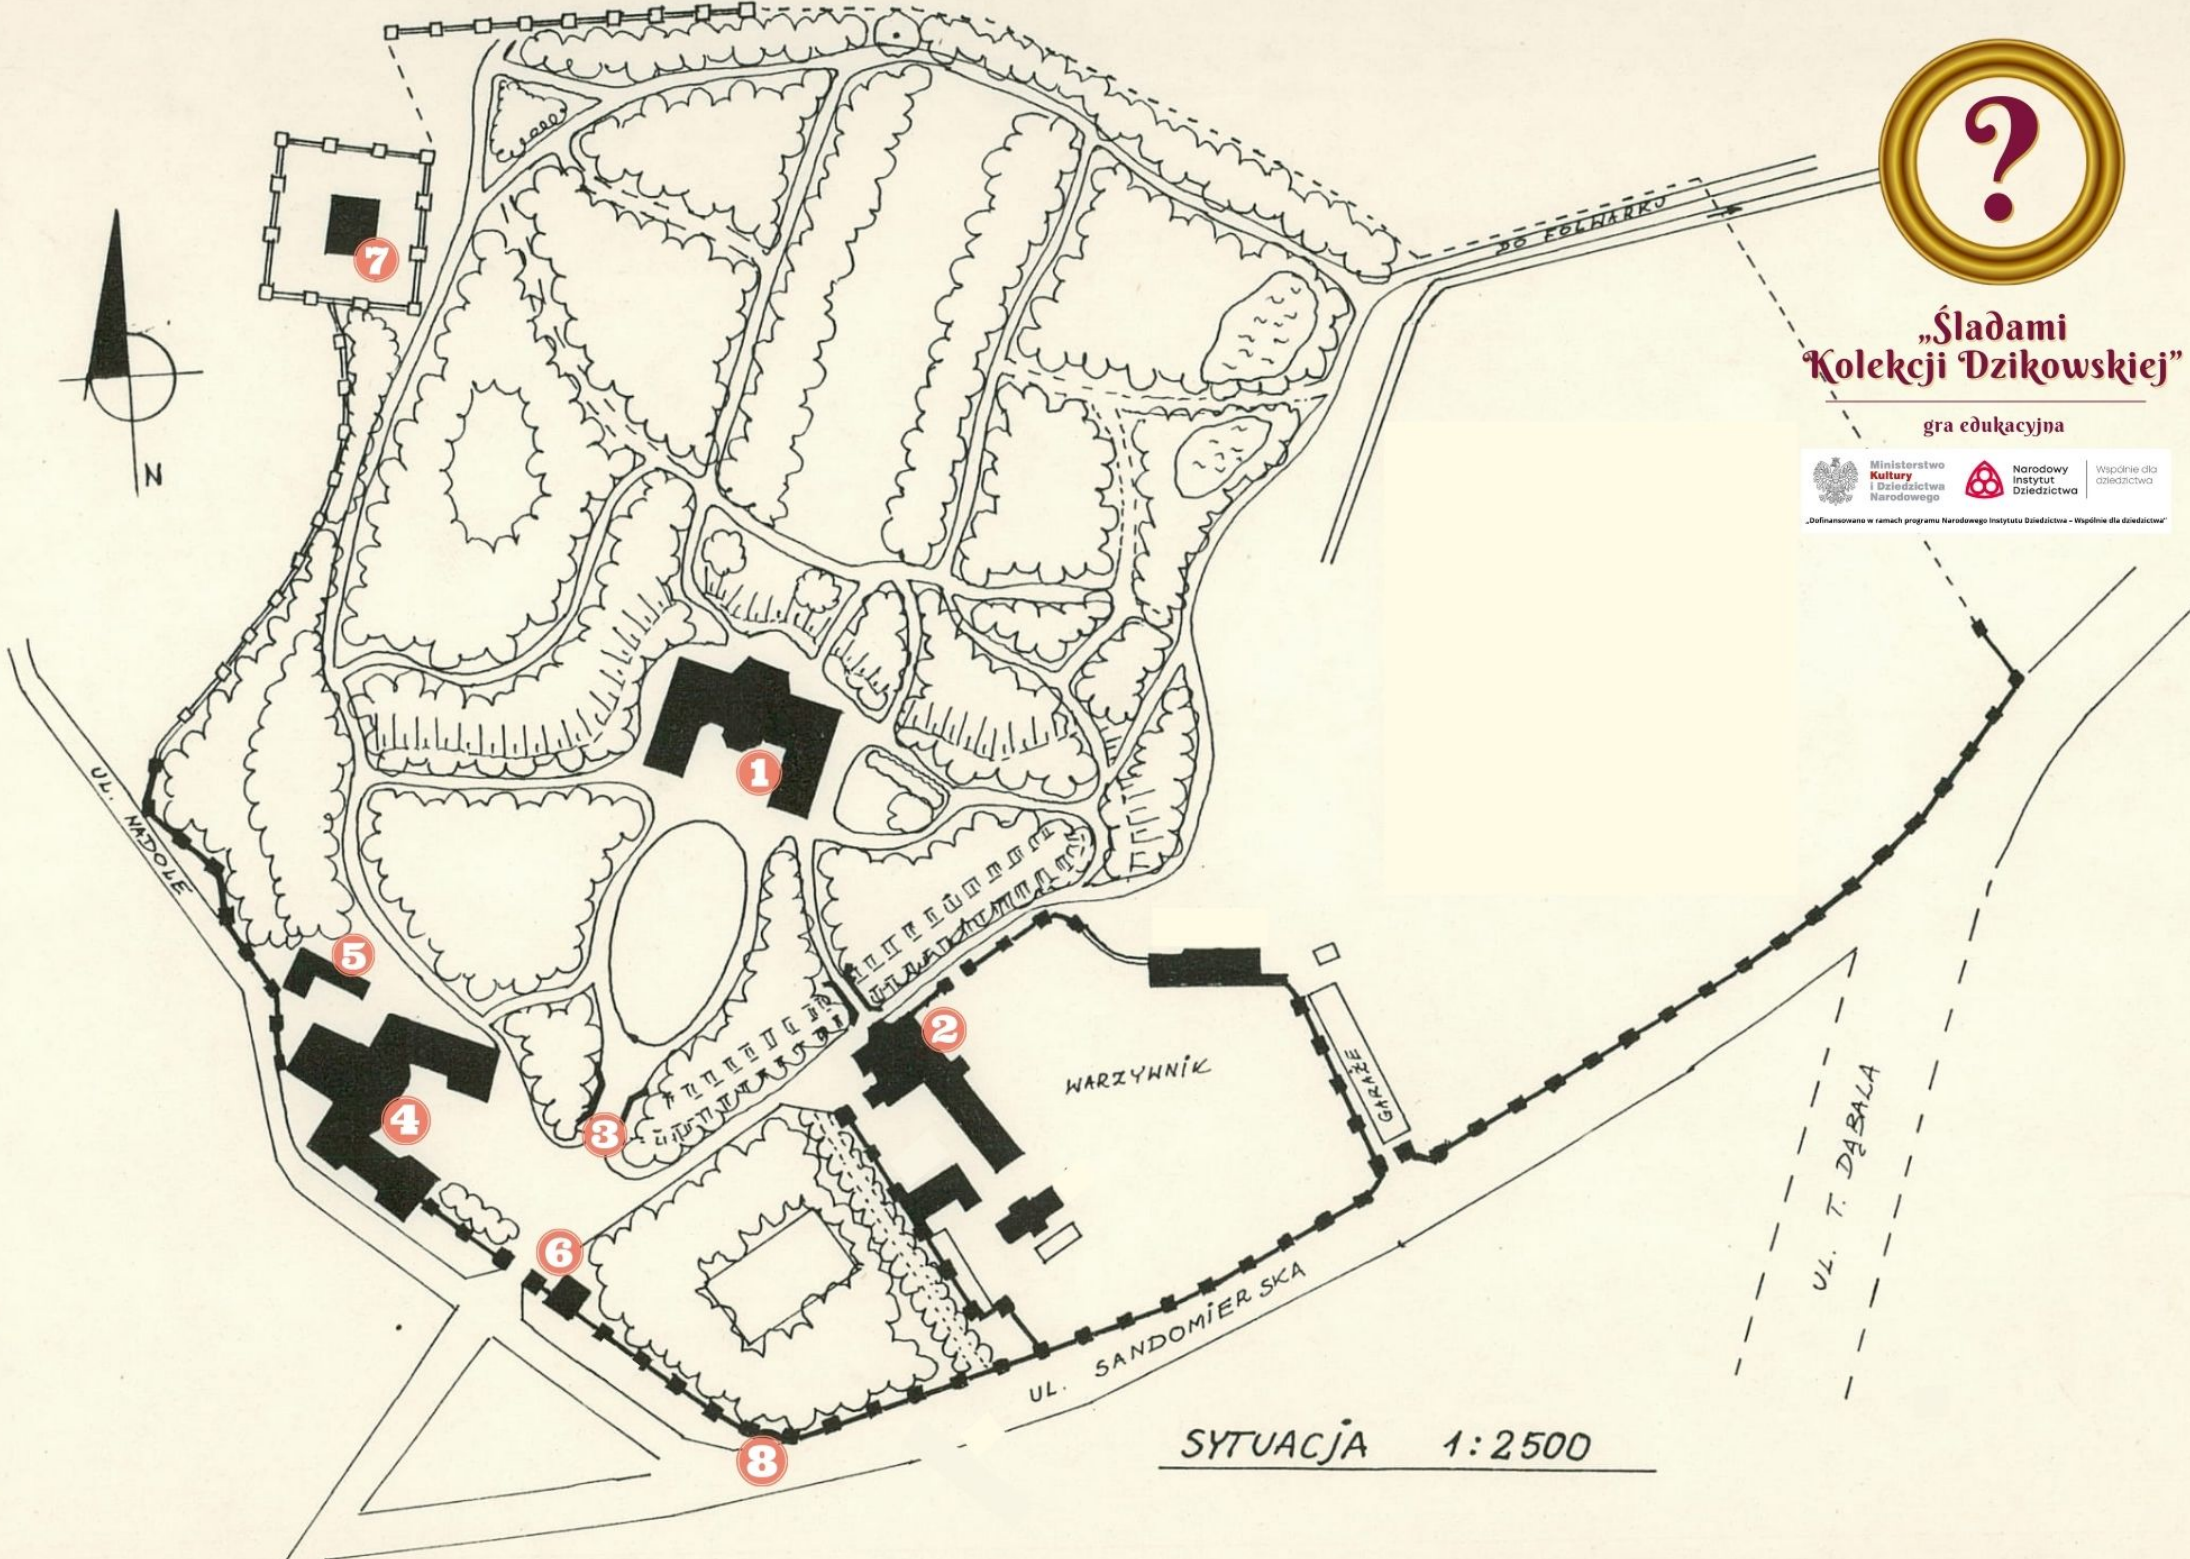 7
DO FOLWARKU
?
„Śladami
Kolekcji Dzikowskiej”
gra edukacyjna
Ministerstwo
Kultury
i Dziedzictwa
Narodowego
Narodowy
Instytut
Dziedzictwa
Wspólnie dla
dziedzictwa
„Dofinansowano w ramach programu Narodowego Instytutu Dziedzictwa – Wspólnie dla dziedzictwa”
N
1
UL. NADOLE
5
2
WARZYWNIK
4
3
GARAŻE
UL. T. DĄBALA
6
UL. SANDOMIERSKA
8
SYTUACJA 1:2500